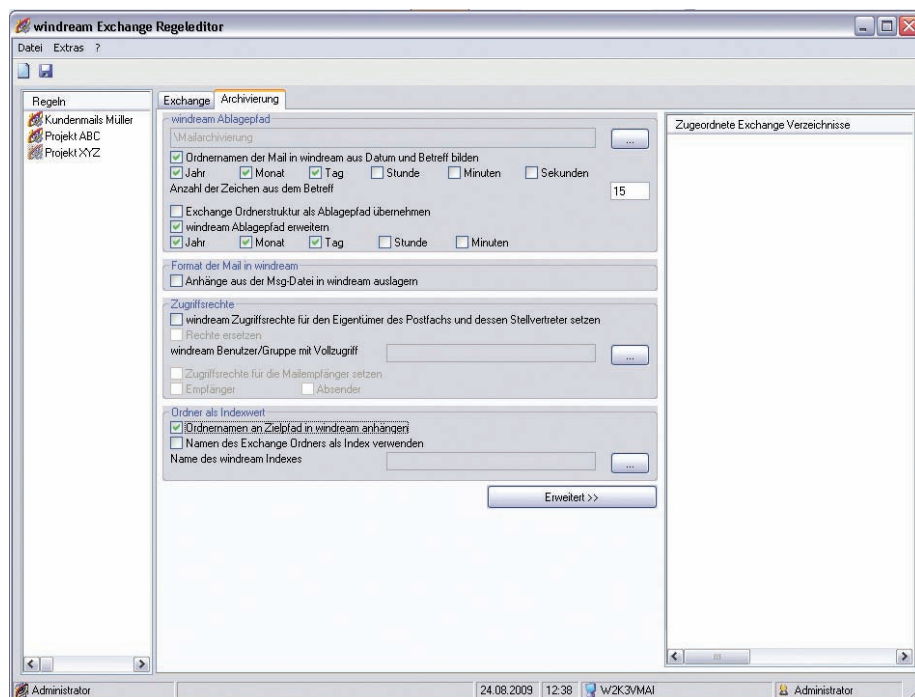 windream Exchange Regeleditor
Datei Extras ?
Regeln
Kundenmails Müller
Projekt ABC
Projekt XYZ
Exchange Archivierung
windream Ablagepfad
\Mailarchivierung
...
Ordnernamen der Mail in windream aus Datum und Betreff bilden
Jahr Monat Tag Stunde Minuten Sekunden
Anzahl der Zeichen aus dem Betreff 15
Exchange Ordnerstruktur als Ablagepfad übernehmen
windream Ablagepfad erweitern
Jahr Monat Tag Stunde Minuten
Format der Mail in windream
Anhänge aus der Msg-Datei in windream auslagern
Zugriffsrechte
windream Zugriffsrechte für den Eigentümer des Postfachs und dessen Stellvertreter setzen
Rechte ersetzen
windream Benutzer/Gruppe mit Vollzugriff ...
Zugriffsrechte für die Mailempfänger setzen
Empfänger Absender
Ordner als Indexwert
Ordnernamen an Zielpfad in windream anhängen
Namen des Exchange Ordners als Index verwenden
Name des windream Indexes ...
Erweitert >>
Zugeordnete Exchange Verzeichnisse
Administrator 24.08.2009 12:38 W2K3VMAI Administrator